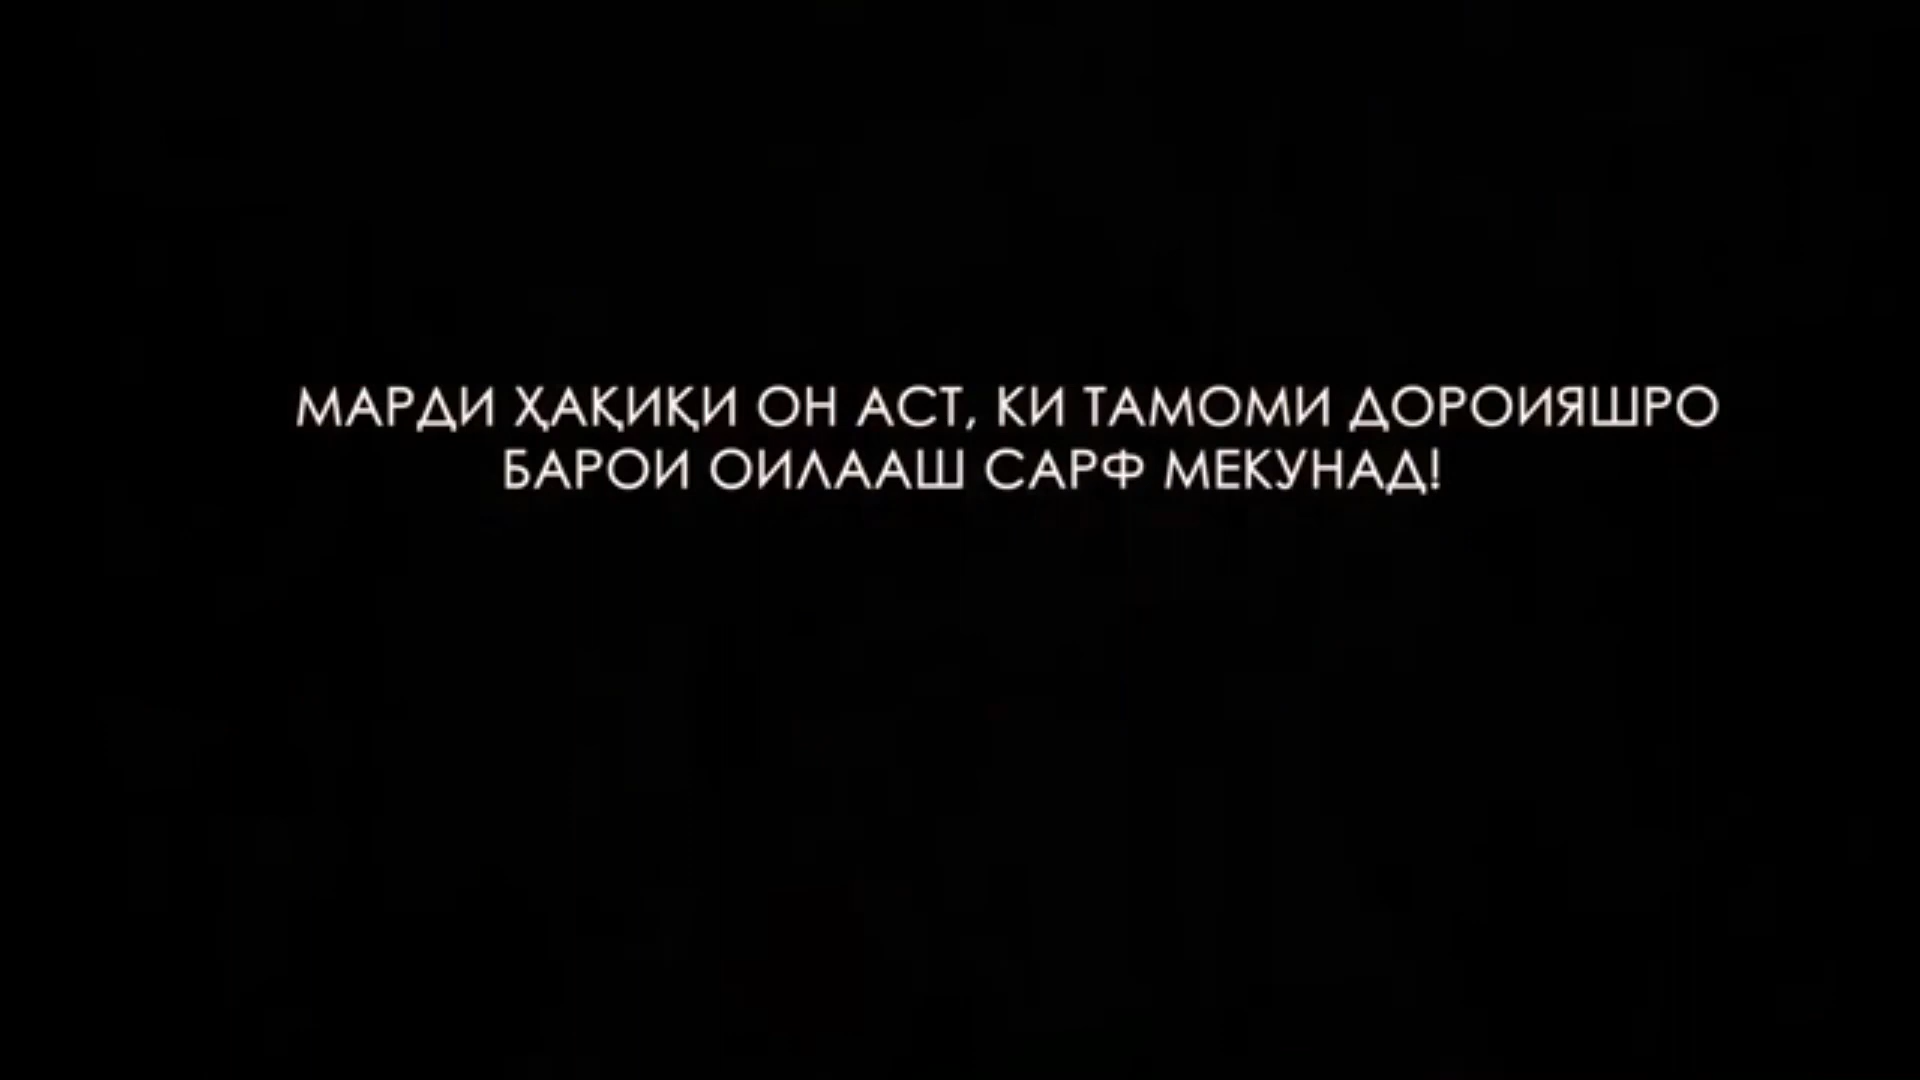 МАРДИ ҲАҚИҚИ ОН АСТ, КИ ТАМОМИ ДОРОИЯШРО
БАРОИ ОИЛААШ САРФ МЕКУНАД!